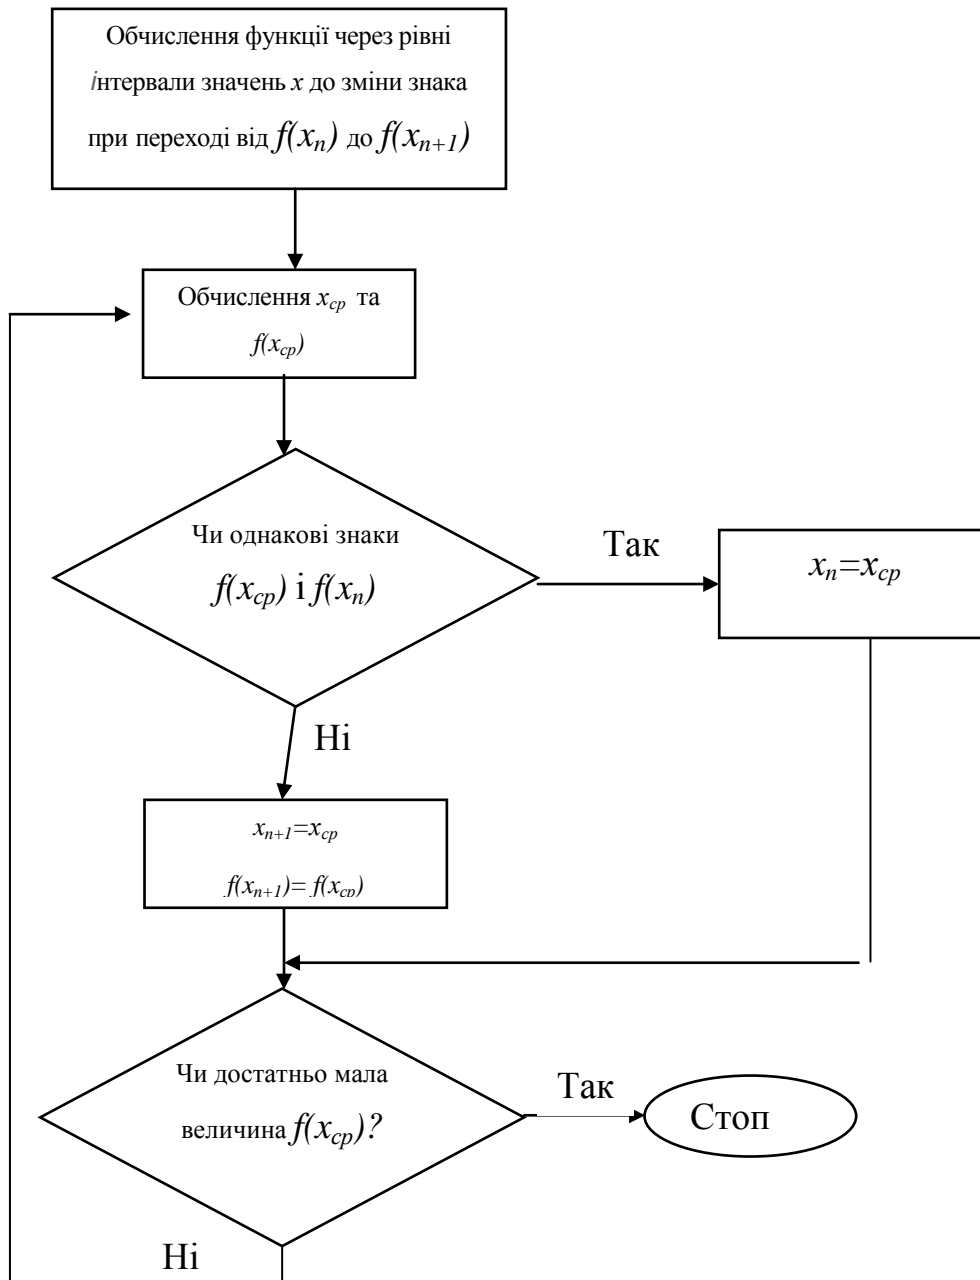 Обчислення функції через рівні
інтервали значень x до зміни знака
при переході від f(xn) до f(xn+1)
Обчислення xср та
f(xср)
Чи однакові знаки
f(xср) і f(xn)
Так
xn=xср
Ні
xn+1=xср
f(xn+1)= f(xср)
Чи достатньо мала
величина f(xср)?
Так
Стоп
Ні